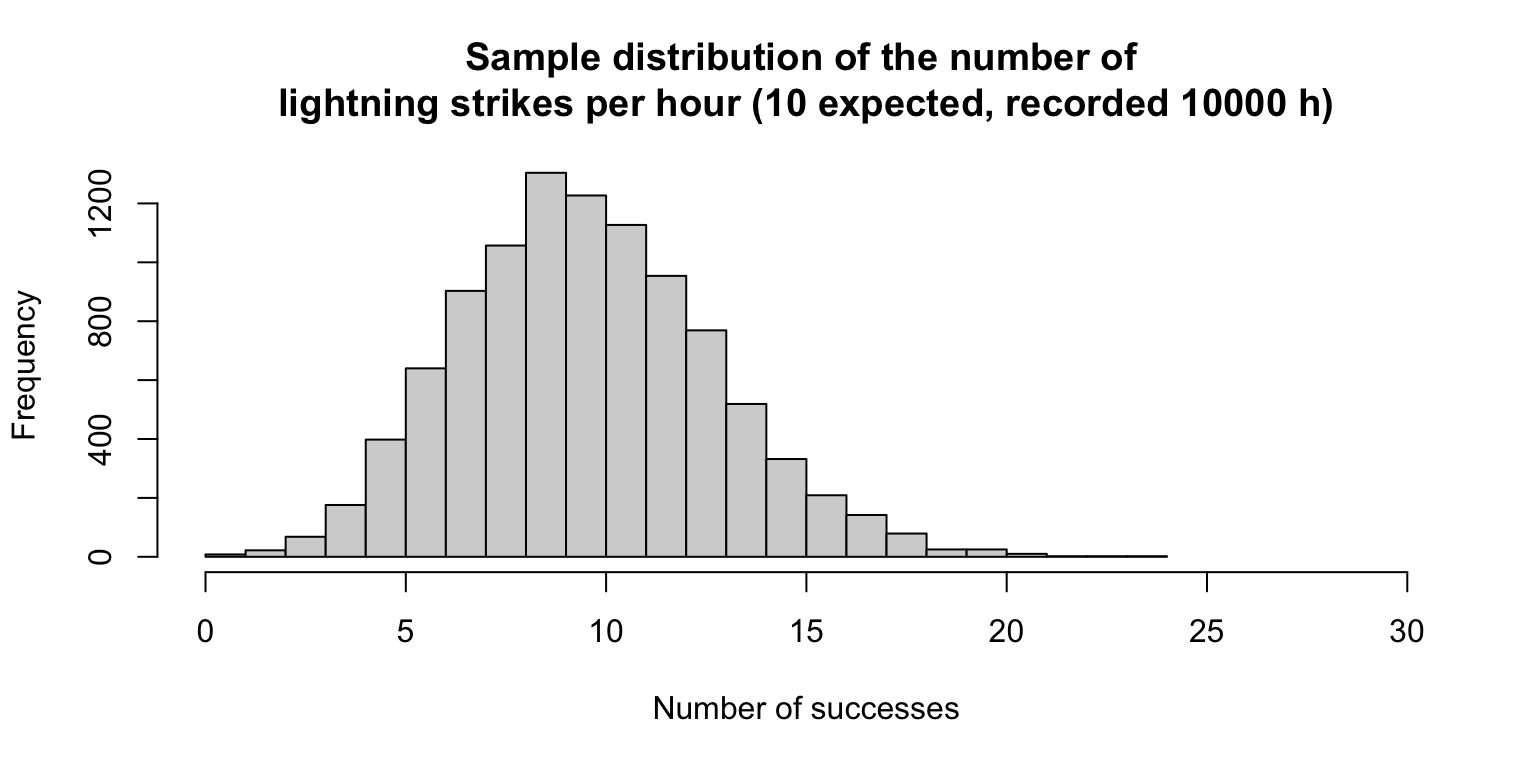 Sample distribution of the number of
lightning strikes per hour (10 expected, recorded 10000 h)
Frequency
1200
800
400
0
0 5 10 15 20 25 30
Number of successes